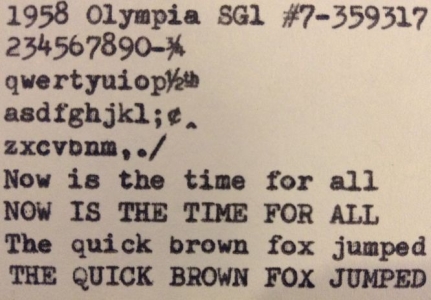 1958 Olympia SG1 #7-359317
234567890-¾
qwertyuiop½th
asdfghjkl;¢^
zxcvbnm,./
Now is the time for all
NOW IS THE TIME FOR ALL
The quick brown fox jumped
THE QUICK BROWN FOX JUMPED